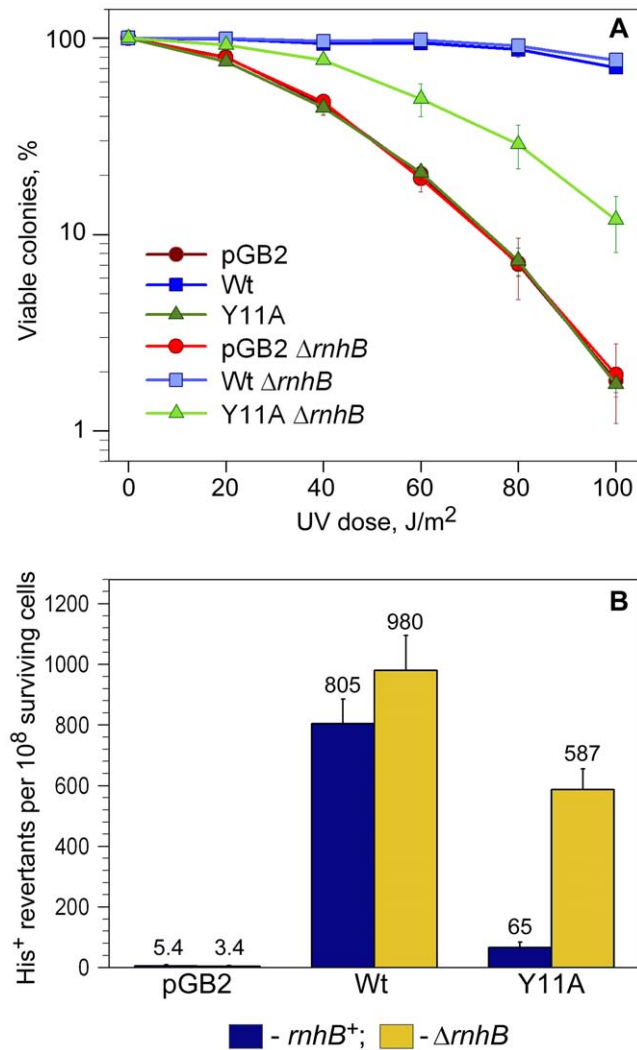 A
Viable colonies, %
100
10
1
pGB2
Wt
Y11A
pGB2 ΔrnhB
Wt ΔrnhB
Y11A ΔrnhB
0 20 40 60 80 100
UV dose, J/m²
B
His⁺ revertants per 10⁸ surviving cells
1200
1000
800
600
400
200
0
5.4 3.4
805
980
65
587
pGB2 Wt Y11A
- rnhB⁺; - ΔrnhB